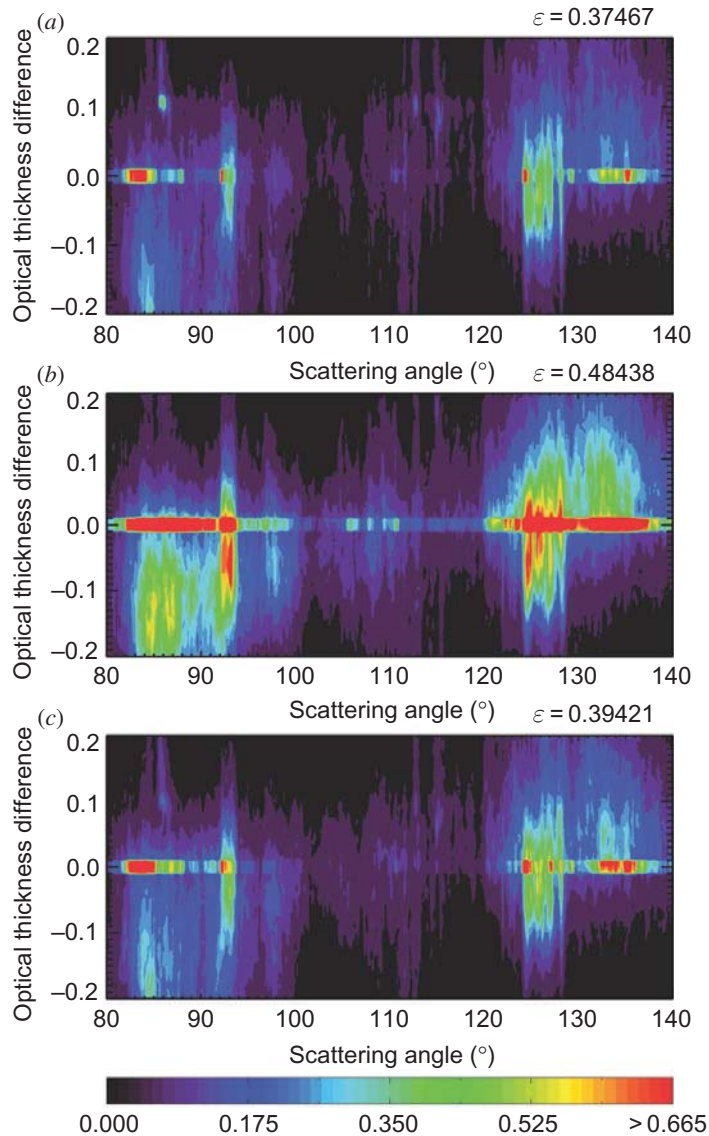 (a) ε = 0.37467
Optical thickness difference
0.2
0.1
0.0
–0.1
–0.2
80 90 100 110 120 130 140
Scattering angle (°)
(b) ε = 0.48438
Optical thickness difference
0.2
0.1
0.0
–0.1
–0.2
80 90 100 110 120 130 140
Scattering angle (°)
(c) ε = 0.39421
Optical thickness difference
0.2
0.1
0.0
–0.1
–0.2
80 90 100 110 120 130 140
Scattering angle (°)
0.000 0.175 0.350 0.525 >0.665